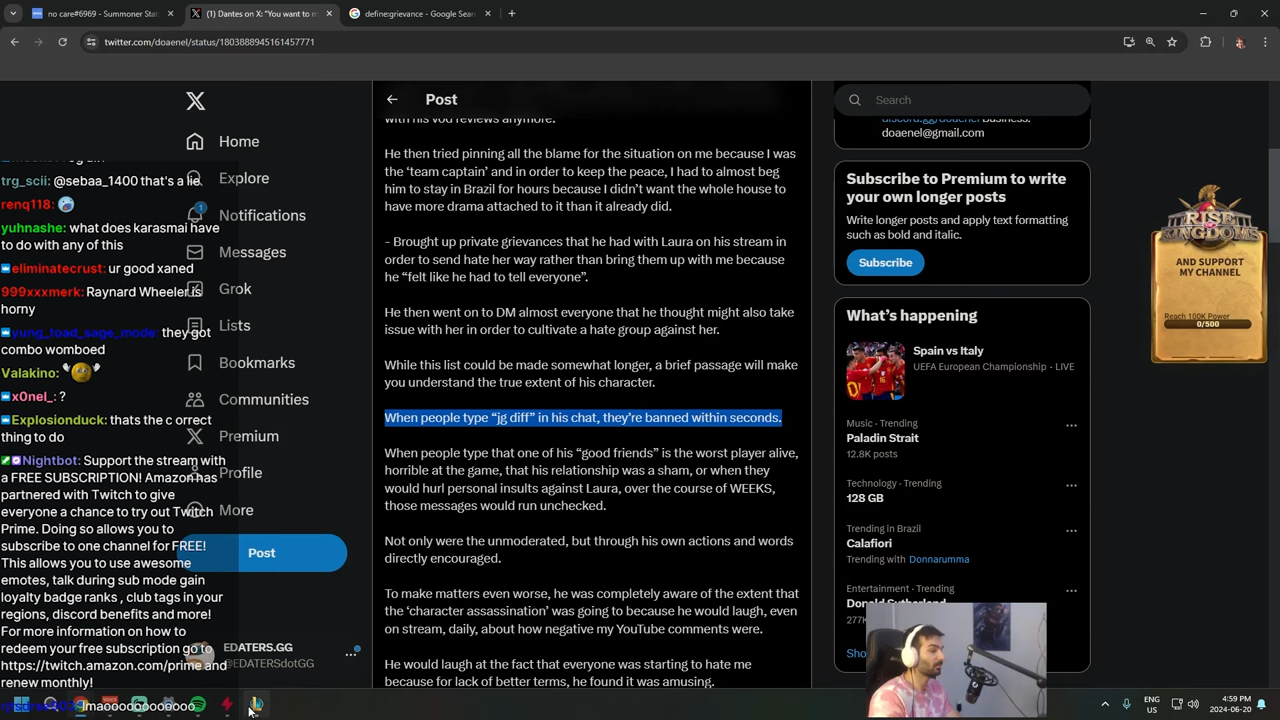 no care#6969 - Summoner Stat
(1) Dantes on X: "You want to m
define:grievance - Google Sear
twitter.com/doaenel/status/1803888945161457771
Post
Home
Explore
Notifications
1
Messages
Grok
Lists
Bookmarks
Communities
Premium
Profile
More
Post
EDATERS.GG
@EDATERSdotGG
trg_scii: @sebaa_1400 that's a lie
renq118:
yuhnashe: what does karasmai have
to do with any of this
eliminatecrust: ur good xaned
999xxxmerk: Raynard Wheeler is
horny
yung_toad_sage_mode: they got
combo womboed
Valakino:
x0nel_: ?
Explosionduck: thats the c orrect
thing to do
Nightbot: Support the stream with
a FREE SUBSCRIPTION! Amazon has
partnered with Twitch to give
everyone a chance to try out Twitch
Prime. Doing so allows you to
subscribe to one channel for FREE!
This allows you to use awesome
emotes, talk during sub mode gain
loyalty badge ranks , club tags in your
regions, discord benefits and more!
For more information on how to
redeem your free subscription go to
https://twitch.amazon.com/prime and
renew monthly!
with his vod reviews anymore.
He then tried pinning all the blame for the situation on me because I was
the ‘team captain’ and in order to keep the peace, I had to almost beg
him to stay in Brazil for hours because I didn’t want the whole house to
have more drama attached to it than it already did.
- Brought up private grievances that he had with Laura on his stream in
order to send hate her way rather than bring them up with me because
he “felt like he had to tell everyone”.
He then went on to DM almost everyone that he thought might also take
issue with her in order to cultivate a hate group against her.
While this list could be made somewhat longer, a brief passage will make
you understand the true extent of his character.
When people type “jg diff” in his chat, they’re banned within seconds.
When people type that one of his “good friends” is the worst player alive,
horrible at the game, that his relationship was a sham, or when they
would hurl personal insults against Laura, over the course of WEEKS,
those messages would run unchecked.
Not only were the unmoderated, but through his own actions and words
directly encouraged.
To make matters even worse, he was completely aware of the extent that
the ‘character assassination’ was going to because he would laugh, even
on stream, daily, about how negative my YouTube comments were.
He would laugh at the fact that everyone was starting to hate me
because for lack of better terms, he found it was amusing.
Search
discord.gg/doaenel Business:
doaenel@gmail.com
Subscribe to Premium to write
your own longer posts
Write longer posts and apply text formatting
such as bold and italic.
Subscribe
What’s happening
Spain vs Italy
UEFA European Championship · LIVE
Music · Trending
Paladin Strait
12.8K posts
Technology · Trending
128 GB
Trending in Brazil
Calafiori
Trending with Donnarumma
Entertainment · Trending
Donald Sutherland
277K
Sho
RISE
KINGDOMS
AND SUPPORT
MY CHANNEL
Reach 100K Power
0/500
ENG
US
4:59 PM
2024-06-20